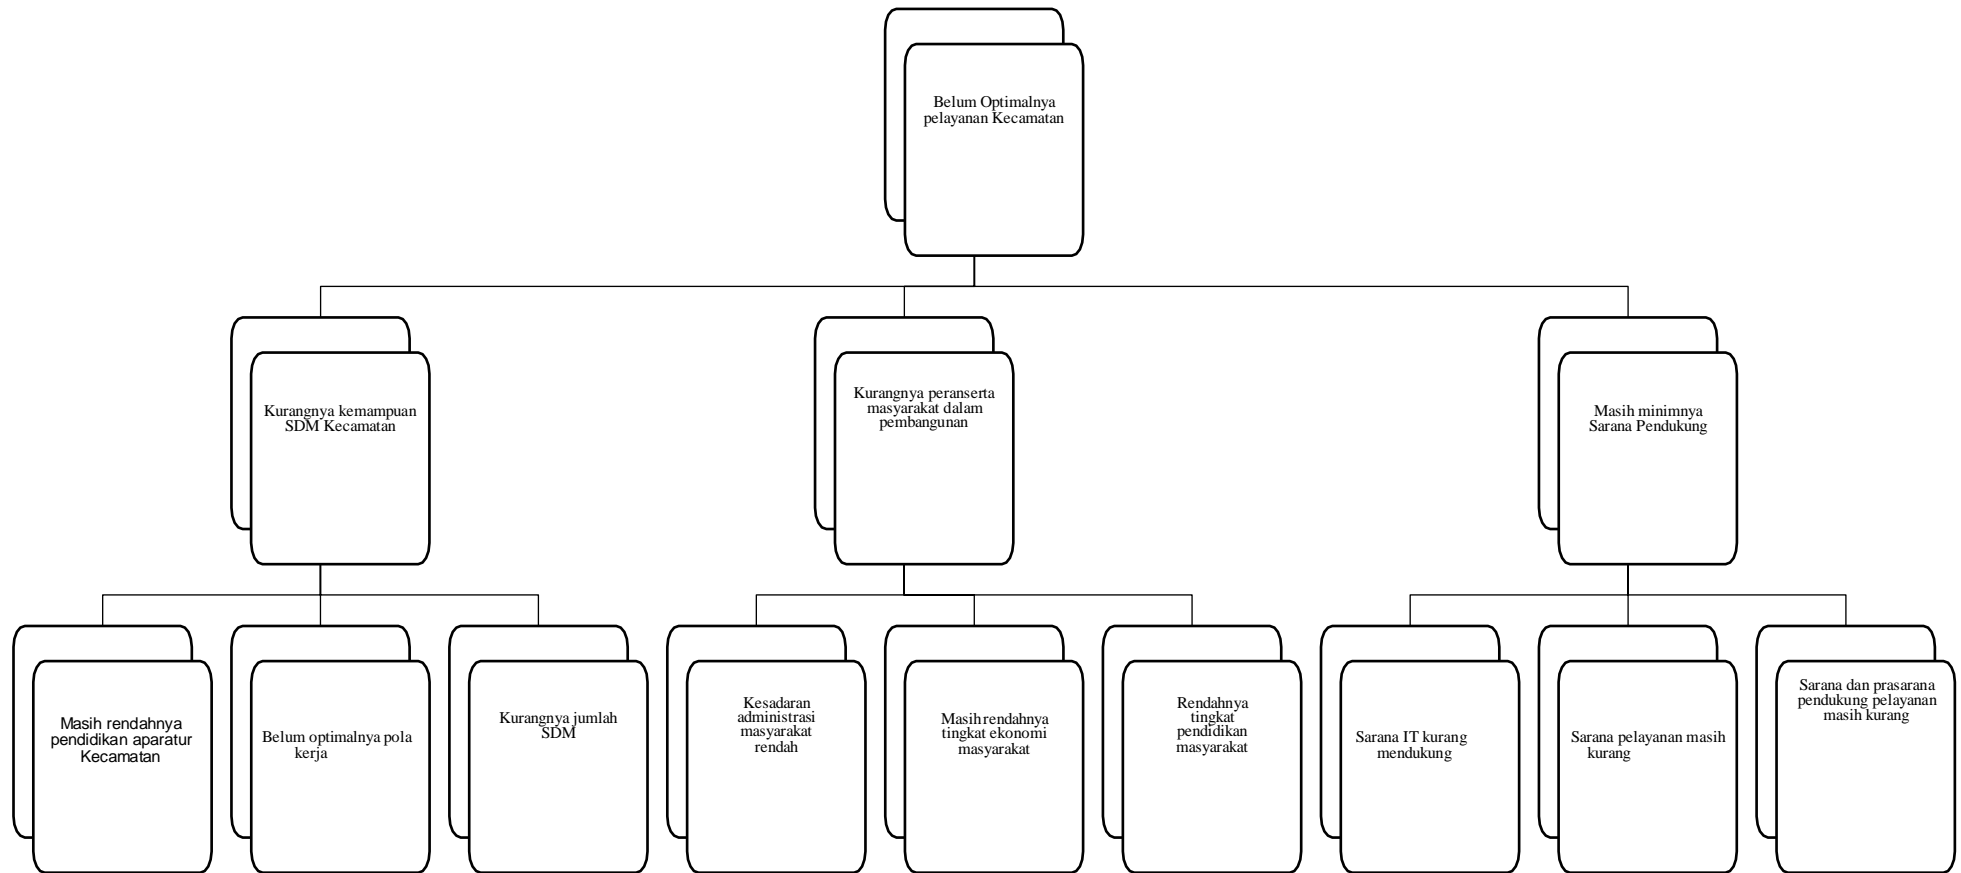 Belum Optimalnya
pelayanan Kecamatan
Kurangnya kemampuan
SDM Kecamatan
Kurangnya peranserta
masyarakat dalam
pembangunan
Masih minimnya
Sarana Pendukung
Masih rendahnya
pendidikan aparatur
Kecamatan
Belum optimalnya pola
kerja
Kurangnya jumlah
SDM
Kesadaran
administrasi
masyarakat
rendah
Masih rendahnya
tingkat ekonomi
masyarakat
Rendahnya
tingkat
pendidikan
masyarakat
Sarana IT kurang
mendukung
Sarana pelayanan masih
kurang
Sarana dan prasarana
pendukung pelayanan
masih kurang